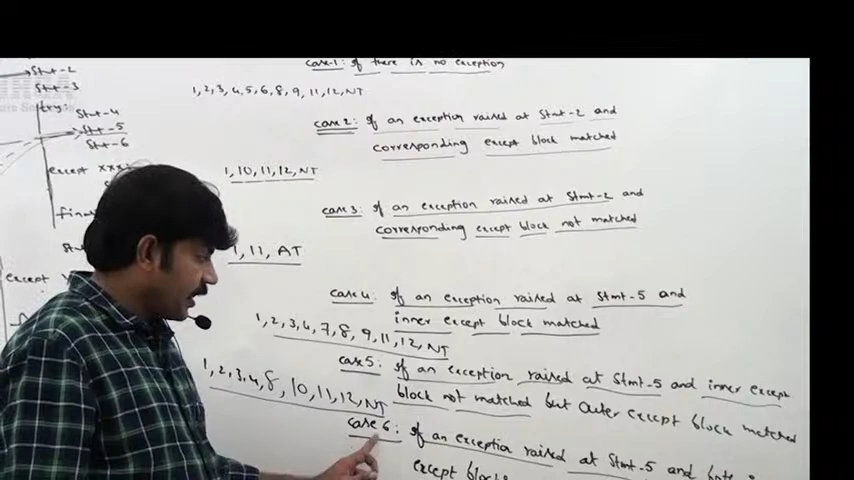 Stmt-2
Stmt-3
try:
Stmt-4
Stmt-5
Stmt-6
except xxx
except
case-1: If there is no exception
1,2,3,4,5,6,8,9,11,12,NT
case 2: If an exception raised at Stmt-2 and
corresponding except block matched
1,10,11,12,NT
case 3: If an exception raised at Stmt-2 and
corresponding except block not matched
1,11, AT
case 4: If an exception raised at Stmt-5 and
inner except block matched
1,2,3,4,7,8,9,11,12,NT
case 5: If an exception raised at Stmt-5 and inner except
block not matched but outer except block matched
1,2,3,4,8,10,11,12,NT
case 6: If an exception raised at Stmt-5 and
except block